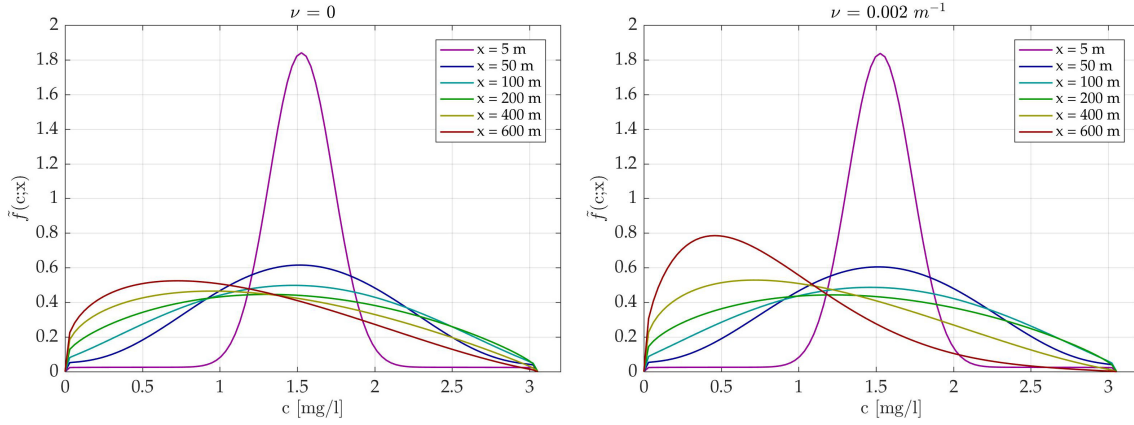 ν = 0
2
1.8
1.6
1.4
1.2
1
0.8
0.6
0.4
0.2
0
f̃(c;x)
x = 5 m
x = 50 m
x = 100 m
x = 200 m
x = 400 m
x = 600 m
0 0.5 1 1.5 2 2.5 3
c [mg/l]
ν = 0.002 m⁻¹
2
1.8
1.6
1.4
1.2
1
0.8
0.6
0.4
0.2
0
f̃(c;x)
x = 5 m
x = 50 m
x = 100 m
x = 200 m
x = 400 m
x = 600 m
0 0.5 1 1.5 2 2.5 3
c [mg/l]